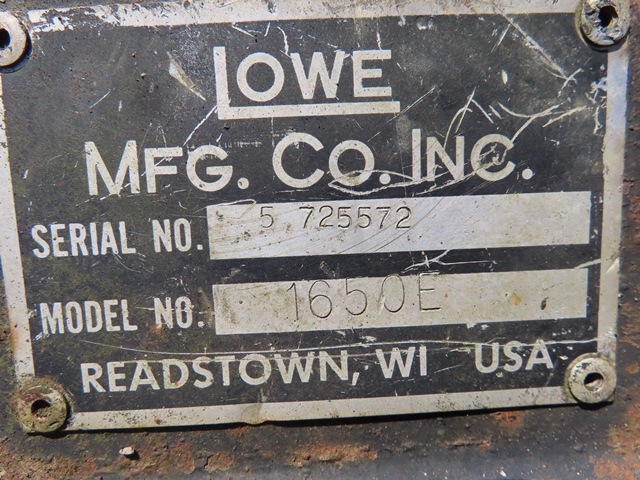 LOWE
MFG. CO. INC.
SERIAL NO. 5 725572
MODEL NO. 1650E
READSTOWN, WI USA